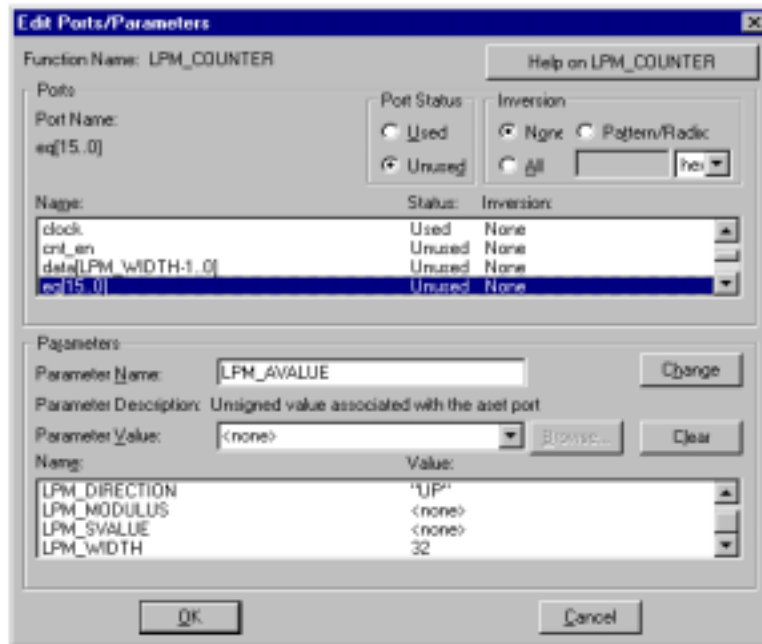 Edit Ports/Parameters
Function Name: LPM_COUNTER
Help on LPM_COUNTER
Ports
Port Name:
eq[15..0]
Port Status
Used
Unused
Inversion
None Pattern/Radix
All hex
Name: Status: Inversion:
clock Used None
cnt_en Unused None
data[LPM_WIDTH-1..0] Unused None
eq[15..0] Unused None
Parameters
Parameter Name: LPM_AVALUE Change
Parameter Description: Unsigned value associated with the aset port
Parameter Value: <none> Browse... Clear
Name: Value:
LPM_DIRECTION "UP"
LPM_MODULUS <none>
LPM_SVALUE <none>
LPM_WIDTH 32
OK Cancel